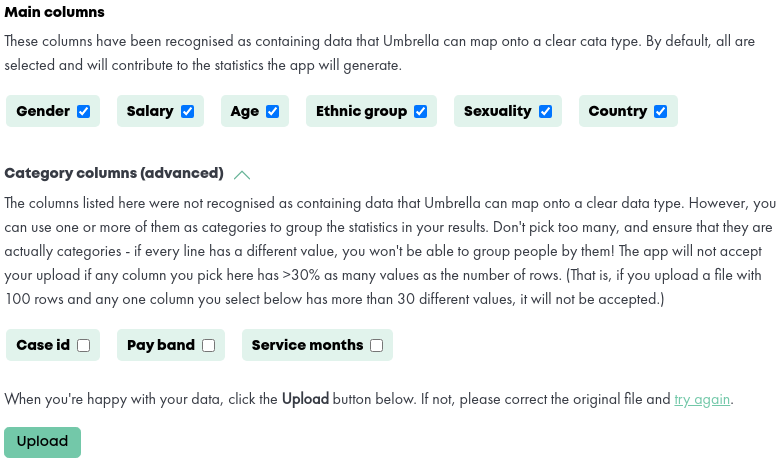 Main columns
These columns have been recognised as containing data that Umbrella can map onto a clear cata type. By default, all are
selected and will contribute to the statistics the app will generate.
Gender Salary Age Ethnic group Sexuality Country
Category columns (advanced)
The columns listed here were not recognised as containing data that Umbrella can map onto a clear data type. However, you
can use one or more of them as categories to group the statistics in your results. Don't pick too many, and ensure that they are
actually categories - if every line has a different value, you won't be able to group people by them! The app will not accept
your upload if any column you pick here has >30% as many values as the number of rows. (That is, if you upload a file with
100 rows and any one column you select below has more than 30 different values, it will not be accepted.)
Case id Pay band Service months
When you're happy with your data, click the Upload button below. If not, please correct the original file and try again.
Upload